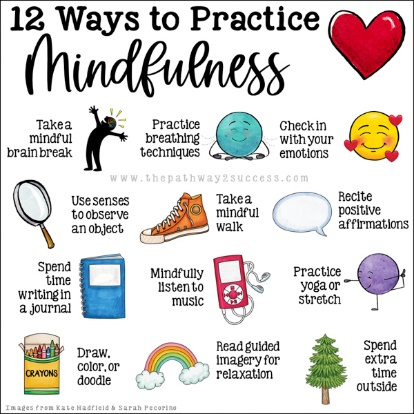 12 Ways to Practice
Mindfulness
Take a
mindful
brain break
Practice
breathing
techniques
Check in
with your
emotions
www.thepathway2success.com
Use senses
to observe
an object
Take a
mindful
walk
Recite
positive
affirmations
Spend
time
writing in
a journal
Mindfully
listen to
music
Practice
yoga or
stretch
CRAYONS
Draw,
color, or
doodle
Read guided
imagery for
relaxation
Spend
extra
time
outside
Images from Kate Hadfield & Sarah Pecorino